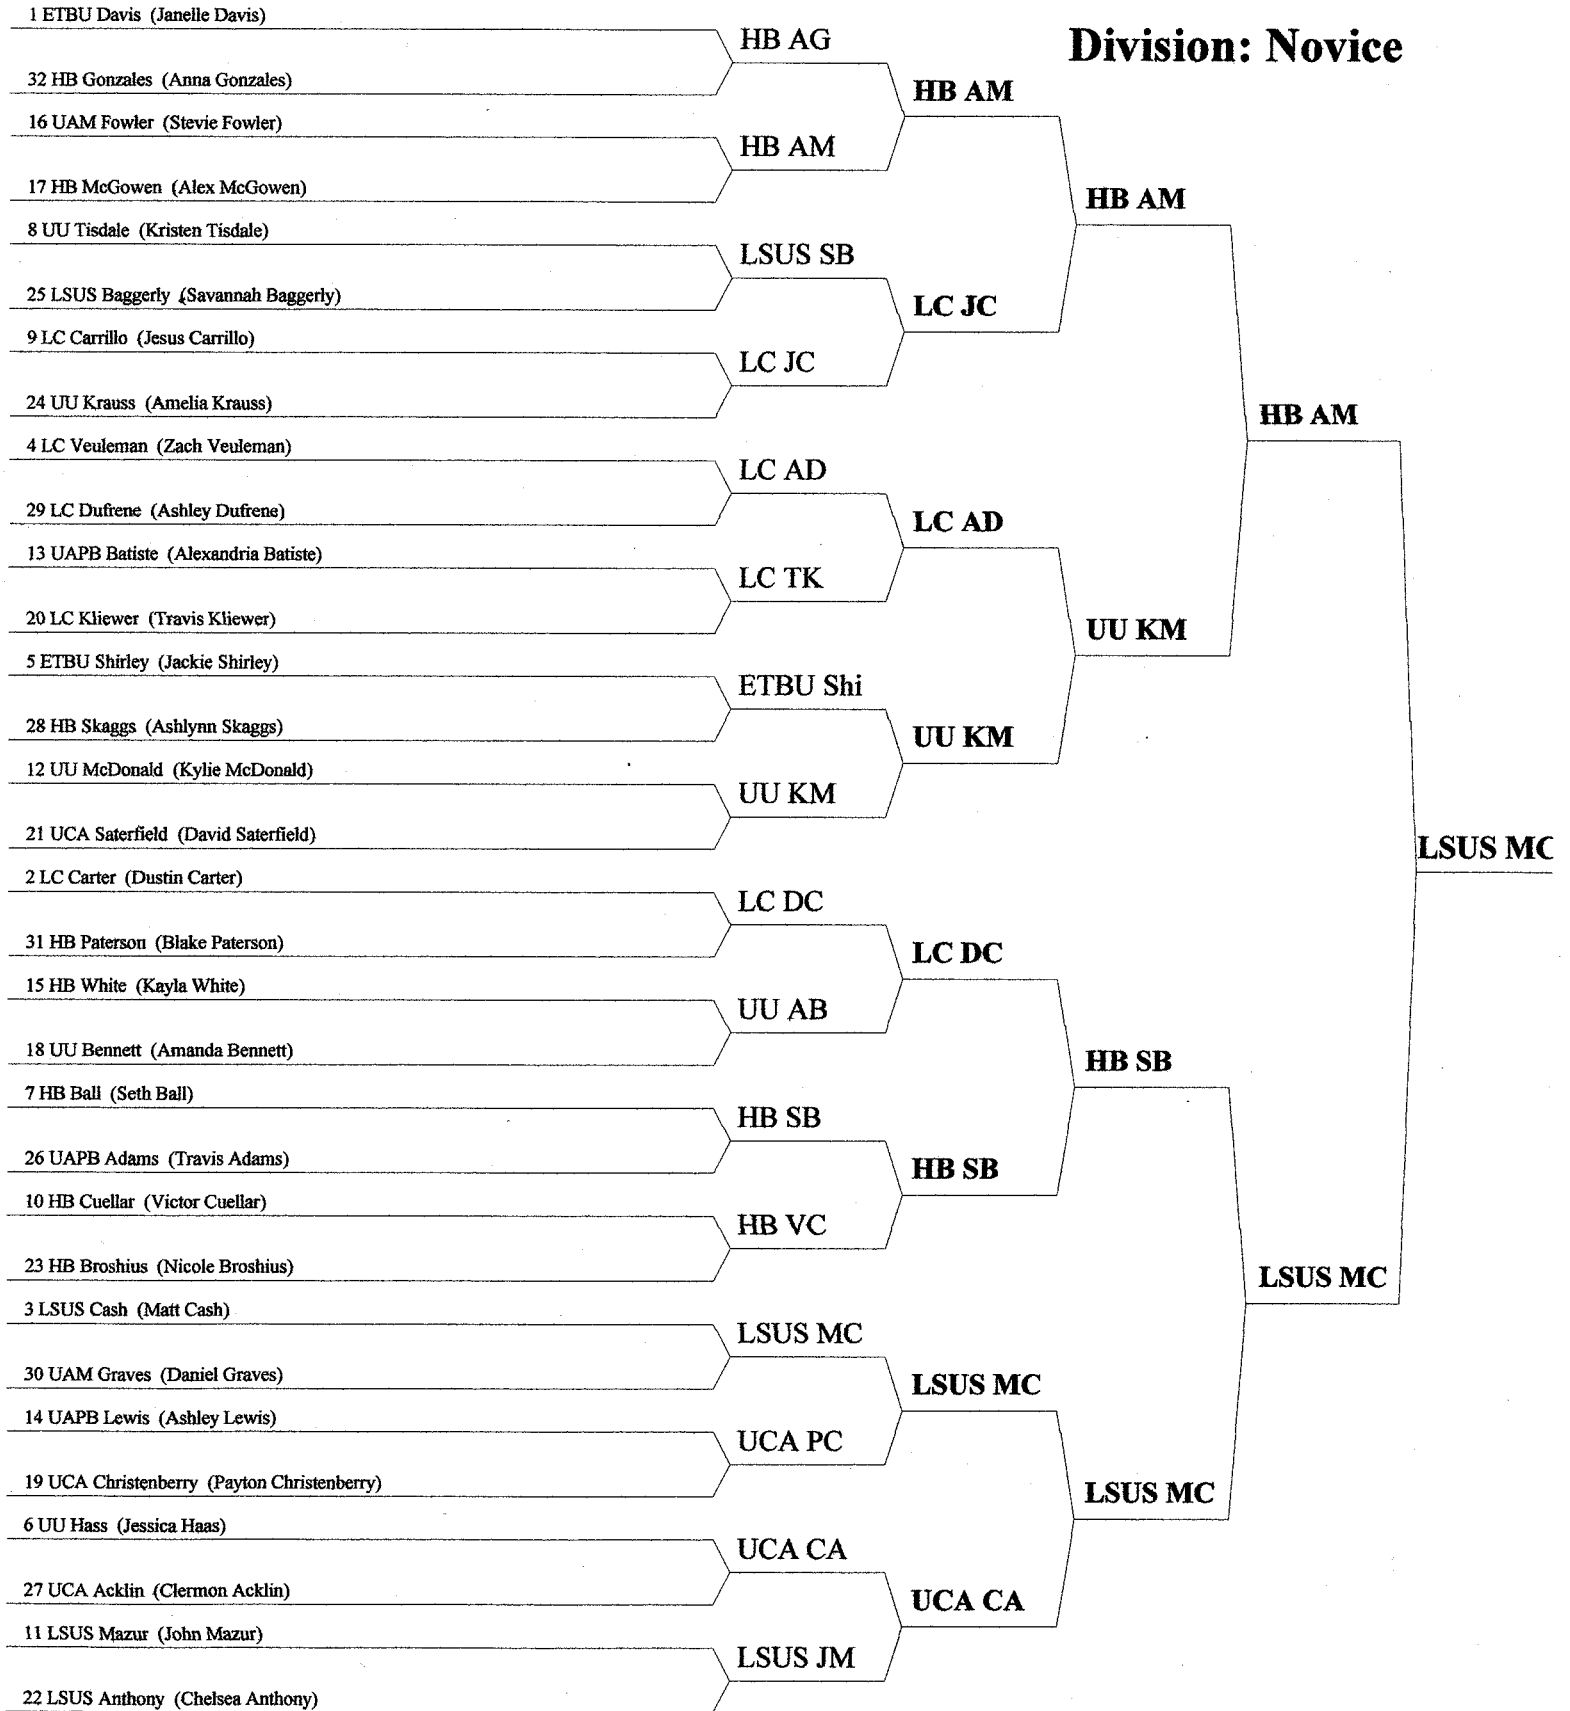 Division: Novice
1 ETBU Davis (Janelle Davis)
32 HB Gonzales (Anna Gonzales)
16 UAM Fowler (Stevie Fowler)
17 HB McGowen (Alex McGowen)
8 UU Tisdale (Kristen Tisdale)
25 LSUS Baggerly (Savannah Baggerly)
9 LC Carrillo (Jesus Carrillo)
24 UU Krauss (Amelia Krauss)
4 LC Veuleman (Zach Veuleman)
29 LC Dufrene (Ashley Dufrene)
13 UAPB Batiste (Alexandria Batiste)
20 LC Kliewer (Travis Kliewer)
5 ETBU Shirley (Jackie Shirley)
28 HB Skaggs (Ashlynn Skaggs)
12 UU McDonald (Kylie McDonald)
21 UCA Saterfield (David Saterfield)
2 LC Carter (Dustin Carter)
31 HB Paterson (Blake Paterson)
15 HB White (Kayla White)
18 UU Bennett (Amanda Bennett)
7 HB Ball (Seth Ball)
26 UAPB Adams (Travis Adams)
10 HB Cuellar (Victor Cuellar)
23 HB Broshius (Nicole Broshius)
3 LSUS Cash (Matt Cash)
30 UAM Graves (Daniel Graves)
14 UAPB Lewis (Ashley Lewis)
19 UCA Christenberry (Payton Christenberry)
6 UU Hass (Jessica Haas)
27 UCA Acklin (Clermon Acklin)
11 LSUS Mazur (John Mazur)
22 LSUS Anthony (Chelsea Anthony)
HB AG
HB AM
LSUS SB
LC JC
LC AD
LC TK
ETBU Shi
UU KM
LC DC
UU AB
HB SB
HB VC
LSUS MC
UCA PC
UCA CA
LSUS JM
HB AM
LC JC
LC AD
UU KM
LC DC
HB SB
LSUS MC
UCA CA
HB AM
UU KM
HB SB
LSUS MC
HB AM
LSUS MC
LSUS MC